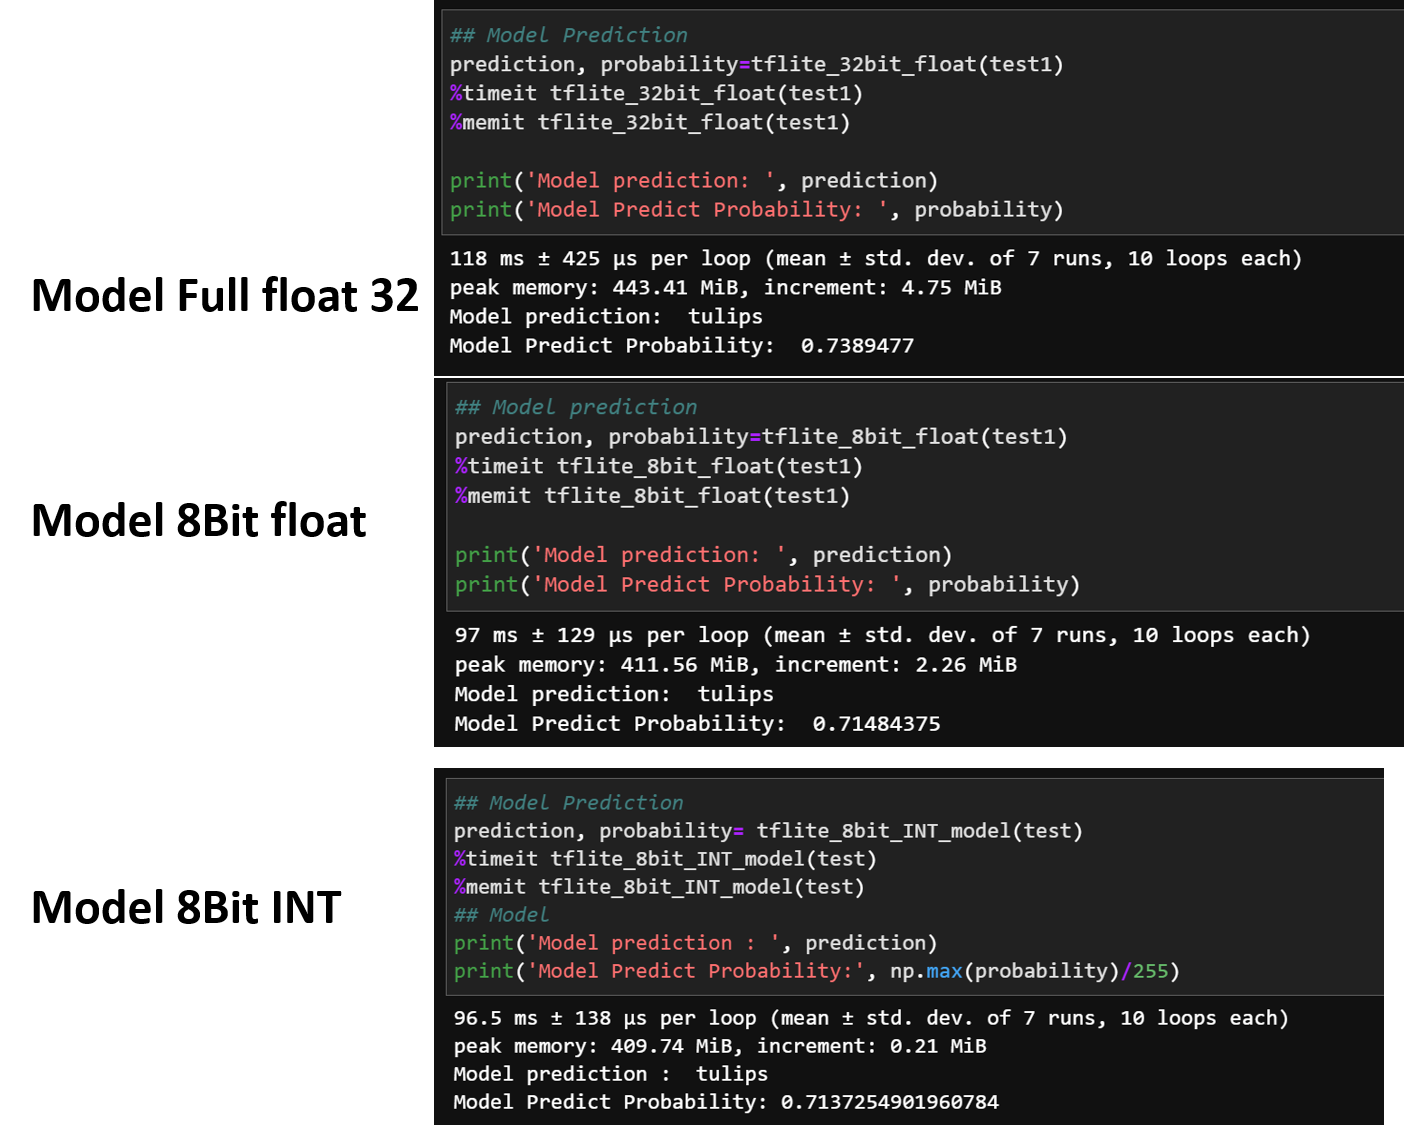 ## Model Prediction
prediction, probability=tflite_32bit_float(test1)
%timeit tflite_32bit_float(test1)
%memit tflite_32bit_float(test1)
print('Model prediction: ', prediction)
print('Model Predict Probability: ', probability)
Model Full float 32
118 ms ± 425 µs per loop (mean ± std. dev. of 7 runs, 10 loops each)
peak memory: 443.41 MiB, increment: 4.75 MiB
Model prediction:  tulips
Model Predict Probability:  0.7389477
Model 8Bit float
## Model prediction
prediction, probability=tflite_8bit_float(test1)
%timeit tflite_8bit_float(test1)
%memit tflite_8bit_float(test1)
print('Model prediction: ', prediction)
print('Model Predict Probability: ', probability)
97 ms ± 129 µs per loop (mean ± std. dev. of 7 runs, 10 loops each)
peak memory: 411.56 MiB, increment: 2.26 MiB
Model prediction:  tulips
Model Predict Probability:  0.71484375
Model 8Bit INT
## Model Prediction
prediction, probability= tflite_8bit_INT_model(test)
%timeit tflite_8bit_INT_model(test)
%memit tflite_8bit_INT_model(test)
## Model
print('Model prediction : ', prediction)
print('Model Predict Probability:', np.max(probability)/255)
96.5 ms ± 138 µs per loop (mean ± std. dev. of 7 runs, 10 loops each)
peak memory: 409.74 MiB, increment: 0.21 MiB
Model prediction :  tulips
Model Predict Probability: 0.7137254901960784